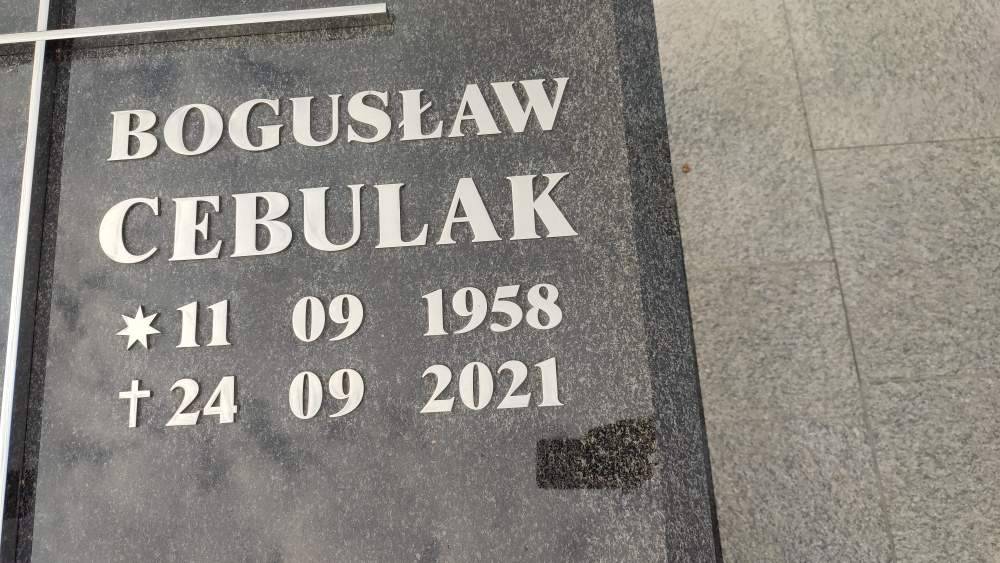 BOGUSŁAW
CEBULAK
* 11 09 1958
† 24 09 2021